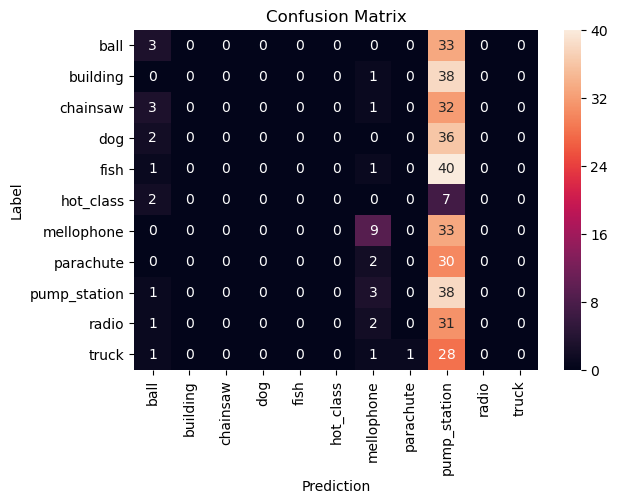 Confusion Matrix
ball 3 0 0 0 0 0 0 0 33 0 0
building 0 0 0 0 0 0 1 0 38 0 0
chainsaw 3 0 0 0 0 0 1 0 32 0 0
dog 2 0 0 0 0 0 0 0 36 0 0
fish 1 0 0 0 0 0 1 0 40 0 0
hot_class 2 0 0 0 0 0 0 0 7 0 0
mellophone 0 0 0 0 0 0 9 0 33 0 0
parachute 0 0 0 0 0 0 2 0 30 0 0
pump_station 1 0 0 0 0 0 3 0 38 0 0
radio 1 0 0 0 0 0 2 0 31 0 0
truck 1 0 0 0 0 0 1 1 28 0 0
Label
ball building chainsaw dog fish hot_class mellophone parachute pump_station radio truck
Prediction
40
32
24
16
8
0